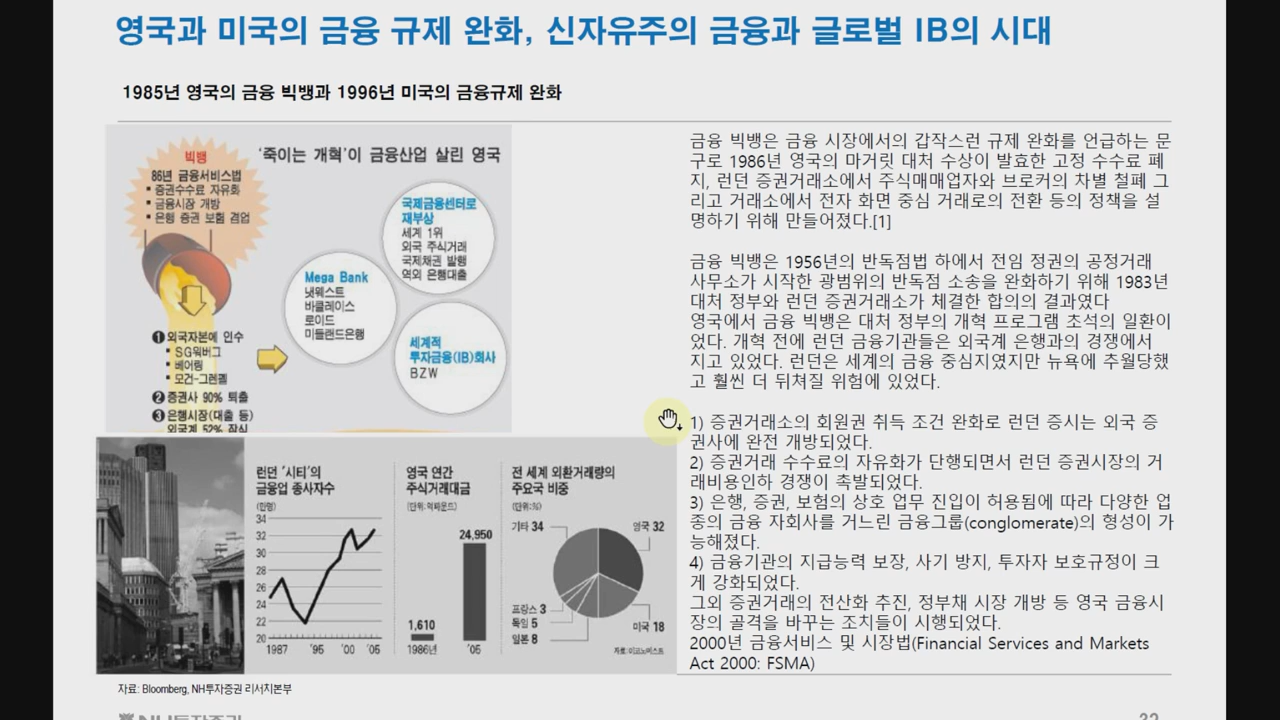 영국과 미국의 금융 규제 완화, 신자유주의 금융과 글로벌 IB의 시대
1985년 영국의 금융 빅뱅과 1996년 미국의 금융규제 완화
빅뱅
86년 금융서비스법
▪ 증권수수료 자유화
▪ 금융시장 개방
▪ 은행 증권 보험 겸업
'죽이는 개혁'이 금융산업 살린 영국
국제금융센터로
재부상
세계 1위
외국 주식거래
국제채권 발행
역외 은행대출
Mega Bank
냇웨스트
바클레이스
로이드
미들랜드은행
세계적
투자금융(IB)회사
BZW
❶ 외국자본에 인수
▪ SG워버그
▪ 베어링
▪ 모건-그렌펠
❷ 증권사 90% 퇴출
❸ 은행시장(대출 등)
외국계 52% 잠식
런던 '시티'의
금융업 종사자수
(만명)
34
32
30
28
26
24
22
20
1987 '95 '00 '05
영국 연간
주식거래대금
(단위:억파운드)
24,950
1,610
1986년 '05
전 세계 외환거래량의
주요국 비중
(단위:%)
기타 34
영국 32
프랑스 3
독일 5
일본 8
미국 18
자료:이코노미스트
금융 빅뱅은 금융 시장에서의 갑작스런 규제 완화를 언급하는 문
구로 1986년 영국의 마거릿 대처 수상이 발효한 고정 수수료 폐
지, 런던 증권거래소에서 주식매매업자와 브로커의 차별 철폐 그
리고 거래소에서 전자 화면 중심 거래로의 전환 등의 정책을 설
명하기 위해 만들어졌다.[1]
금융 빅뱅은 1956년의 반독점법 하에서 전임 정권의 공정거래
사무소가 시작한 광범위의 반독점 소송을 완화하기 위해 1983년
대처 정부와 런던 증권거래소가 체결한 합의의 결과였다
영국에서 금융 빅뱅은 대처 정부의 개혁 프로그램 초석의 일환이
었다. 개혁 전에 런던 금융기관들은 외국계 은행과의 경쟁에서
지고 있었다. 런던은 세계의 금융 중심지였지만 뉴욕에 추월당했
고 훨씬 더 뒤쳐질 위험에 있었다.
1) 증권거래소의 회원권 취득 조건 완화로 런던 증시는 외국 증
권사에 완전 개방되었다.
2) 증권거래 수수료의 자유화가 단행되면서 런던 증권시장의 거
래비용인하 경쟁이 촉발되었다.
3) 은행, 증권, 보험의 상호 업무 진입이 허용됨에 따라 다양한 업
종의 금융 자회사를 거느린 금융그룹(conglomerate)의 형성이 가
능해졌다.
4) 금융기관의 지급능력 보장, 사기 방지, 투자자 보호규정이 크
게 강화되었다.
그외 증권거래의 전산화 추진, 정부채 시장 개방 등 영국 금융시
장의 골격을 바꾸는 조치들이 시행되었다.
2000년 금융서비스 및 시장법(Financial Services and Markets
Act 2000: FSMA)
자료: Bloomberg, NH투자증권 리서치본부
NH투자증권
32